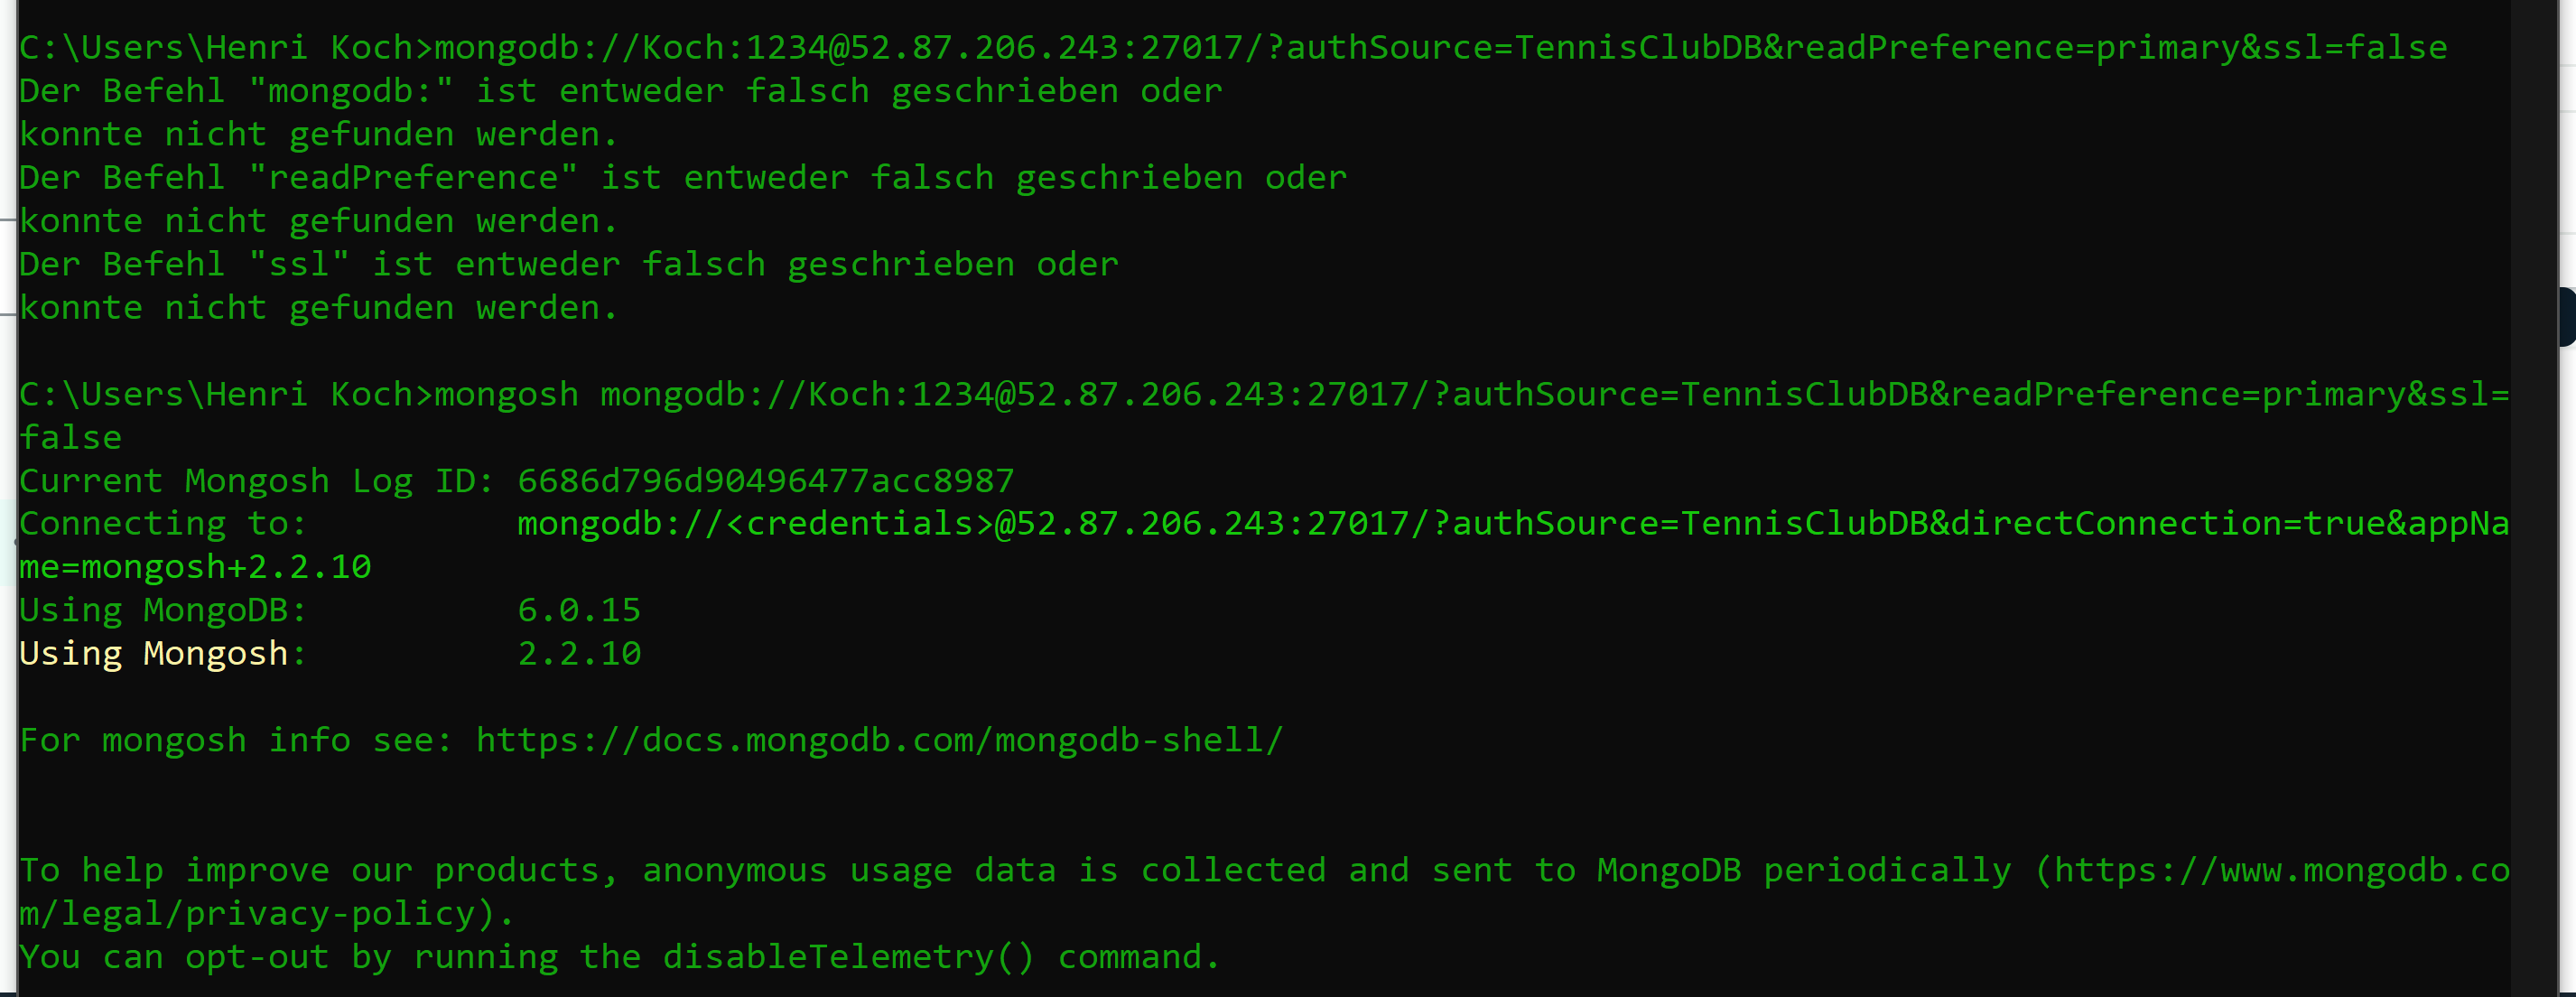 C:\Users\Henri Koch>mongodb://Koch:1234@52.87.206.243:27017/?authSource=TennisClubDB&readPreference=primary&ssl=false
Der Befehl "mongodb:" ist entweder falsch geschrieben oder
konnte nicht gefunden werden.
Der Befehl "readPreference" ist entweder falsch geschrieben oder
konnte nicht gefunden werden.
Der Befehl "ssl" ist entweder falsch geschrieben oder
konnte nicht gefunden werden.
C:\Users\Henri Koch>mongosh mongodb://Koch:1234@52.87.206.243:27017/?authSource=TennisClubDB&readPreference=primary&ssl=
false
Current Mongosh Log ID: 6686d796d90496477acc8987
Connecting to: mongodb://<credentials>@52.87.206.243:27017/?authSource=TennisClubDB&directConnection=true&appNa
me=mongosh+2.2.10
Using MongoDB: 6.0.15
Using Mongosh: 2.2.10
For mongosh info see: https://docs.mongodb.com/mongodb-shell/
To help improve our products, anonymous usage data is collected and sent to MongoDB periodically (https://www.mongodb.co
m/legal/privacy-policy).
You can opt-out by running the disableTelemetry() command.